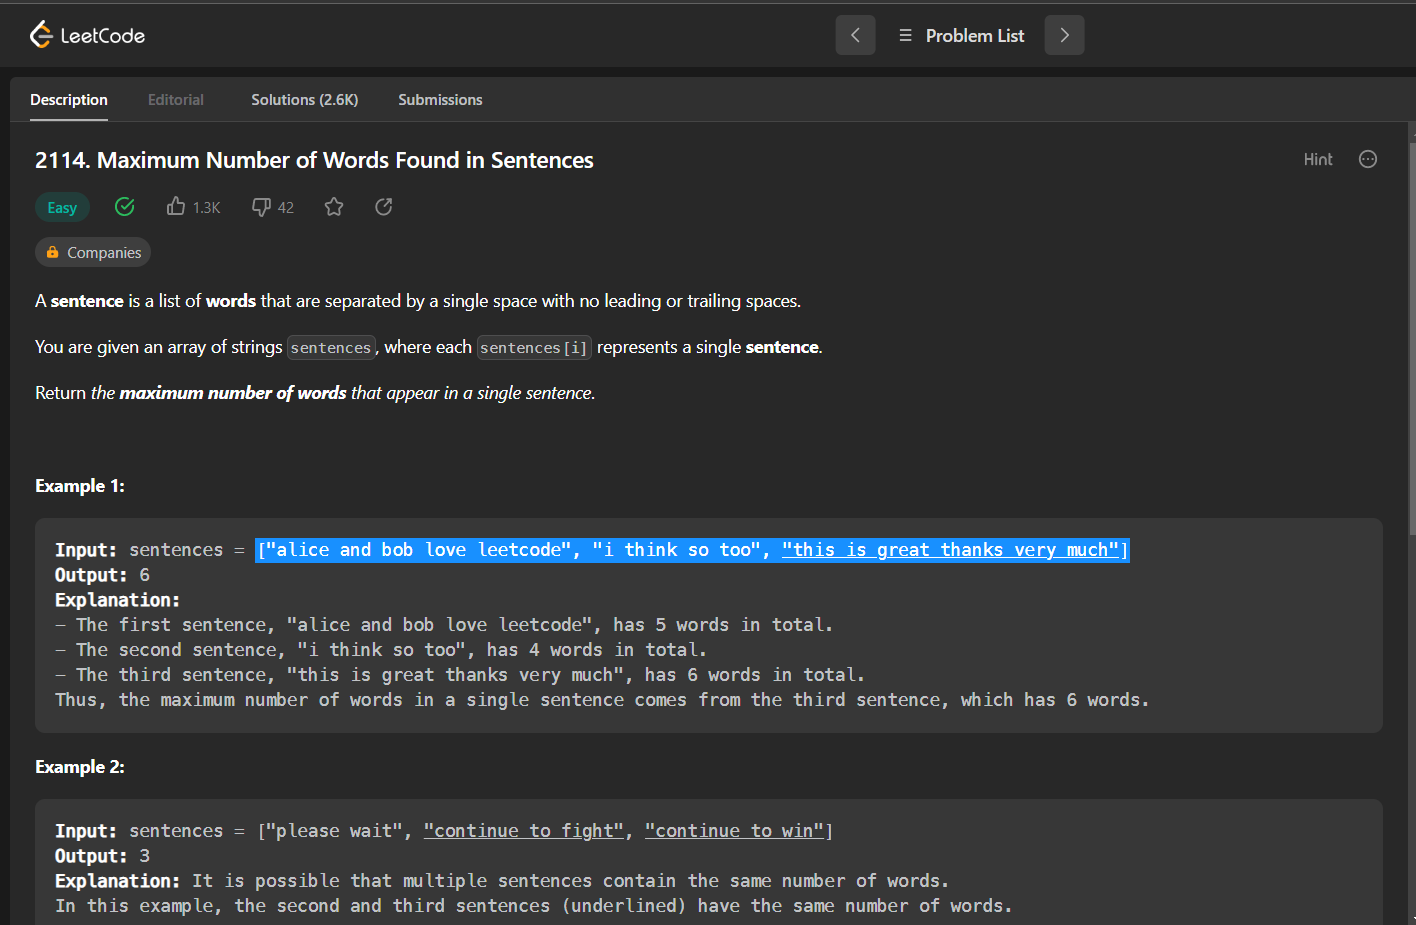 LeetCode
Problem List
Description Editorial Solutions (2.6K) Submissions
2114. Maximum Number of Words Found in Sentences
Hint
Easy 1.3K 42
Companies
A sentence is a list of words that are separated by a single space with no leading or trailing spaces.
You are given an array of strings sentences, where each sentences[i] represents a single sentence.
Return the maximum number of words that appear in a single sentence.
Example 1:
Input: sentences = ["alice and bob love leetcode", "i think so too", "this is great thanks very much"]
Output: 6
Explanation:
- The first sentence, "alice and bob love leetcode", has 5 words in total.
- The second sentence, "i think so too", has 4 words in total.
- The third sentence, "this is great thanks very much", has 6 words in total.
Thus, the maximum number of words in a single sentence comes from the third sentence, which has 6 words.
Example 2:
Input: sentences = ["please wait", "continue to fight", "continue to win"]
Output: 3
Explanation: It is possible that multiple sentences contain the same number of words.
In this example, the second and third sentences (underlined) have the same number of words.